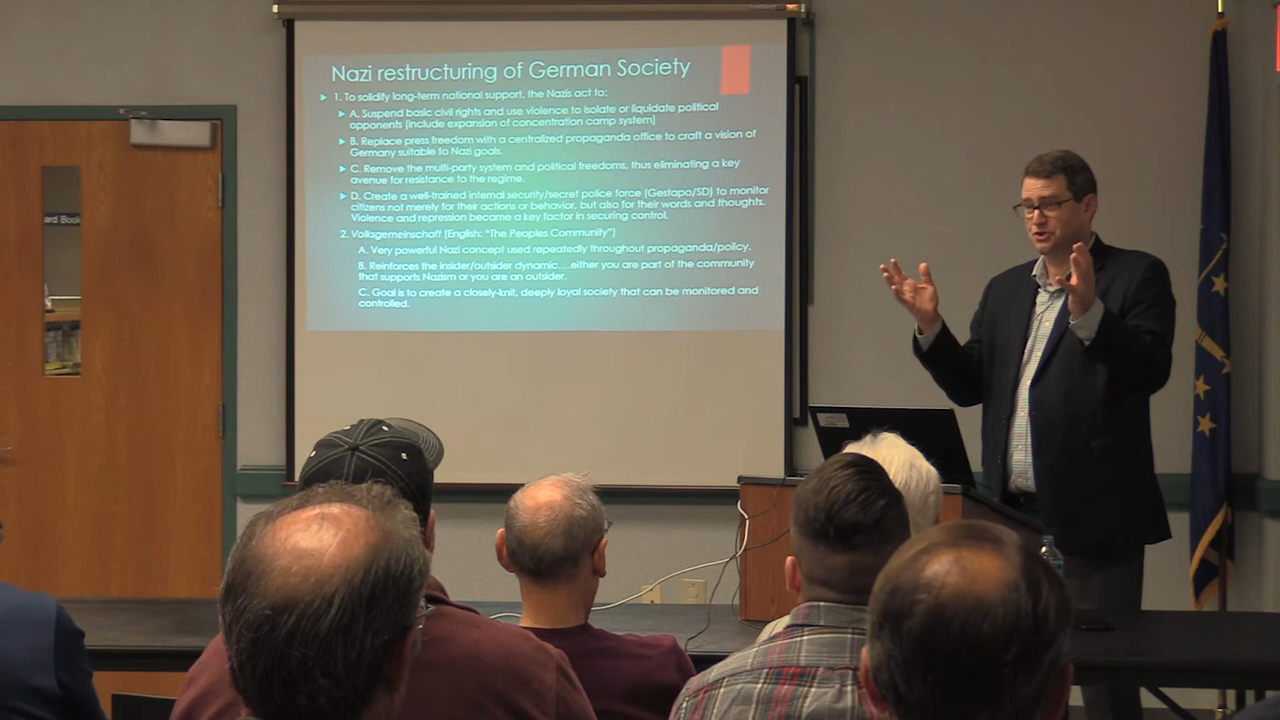 Nazi restructuring of German Society
1. To solidify long-term national support, the Nazis act to:
A. Suspend basic civil rights and use violence to isolate or liquidate political
opponents (include expansion of concentration camp system)
B. Replace press freedom with a centralized propaganda office to craft a vision of
Germany suitable to Nazi goals.
C. Remove the multi-party system and political freedoms, thus eliminating a key
avenue for resistance to the regime.
D. Create a well-trained internal security/secret police force (Gestapo/SD) to monitor
citizens not merely for their actions or behavior, but also for their words and thoughts.
Violence and repression became a key factor in securing control.
2. Volksgemeinschaft (English: “The Peoples Community”)
A. Very powerful Nazi concept used repeatedly throughout propaganda/policy.
B. Reinforces the insider/outsider dynamic….either you are part of the community
that supports Nazism or you are an outsider.
C. Goal is to create a closely-knit, deeply loyal society that can be monitored and
controlled.
ard Book